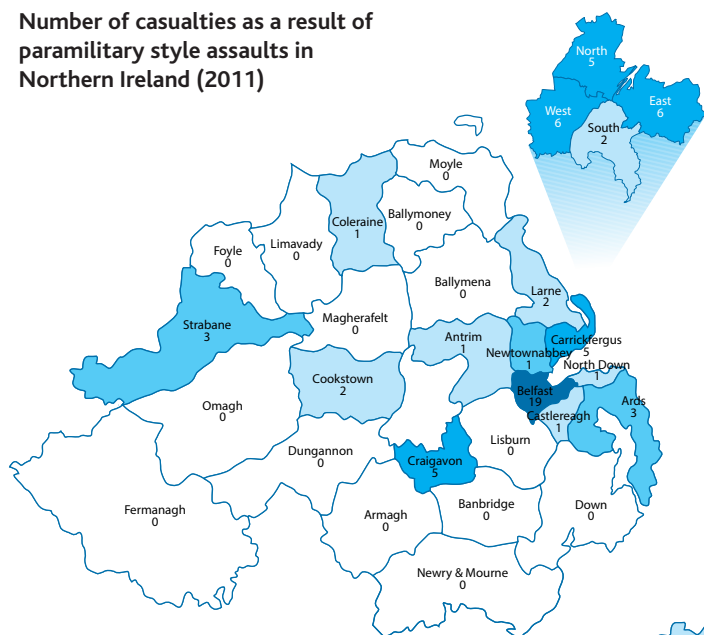 Number of casualties as a result of
paramilitary style assaults in
Northern Ireland (2011)
North
5
West
6
East
6
South
2
Moyle
0
Coleraine
1
Ballymoney
0
Limavady
0
Foyle
0
Ballymena
0
Larne
2
Strabane
3
Magherafelt
0
Antrim
1
Newtownabbey
1
Carrickfergus
5
North Down
1
Cookstown
2
Belfast
19
Castlereagh
1
Ards
3
Omagh
0
Lisburn
0
Dungannon
0
Craigavon
5
Fermanagh
0
Armagh
0
Banbridge
0
Down
0
Newry & Mourne
0